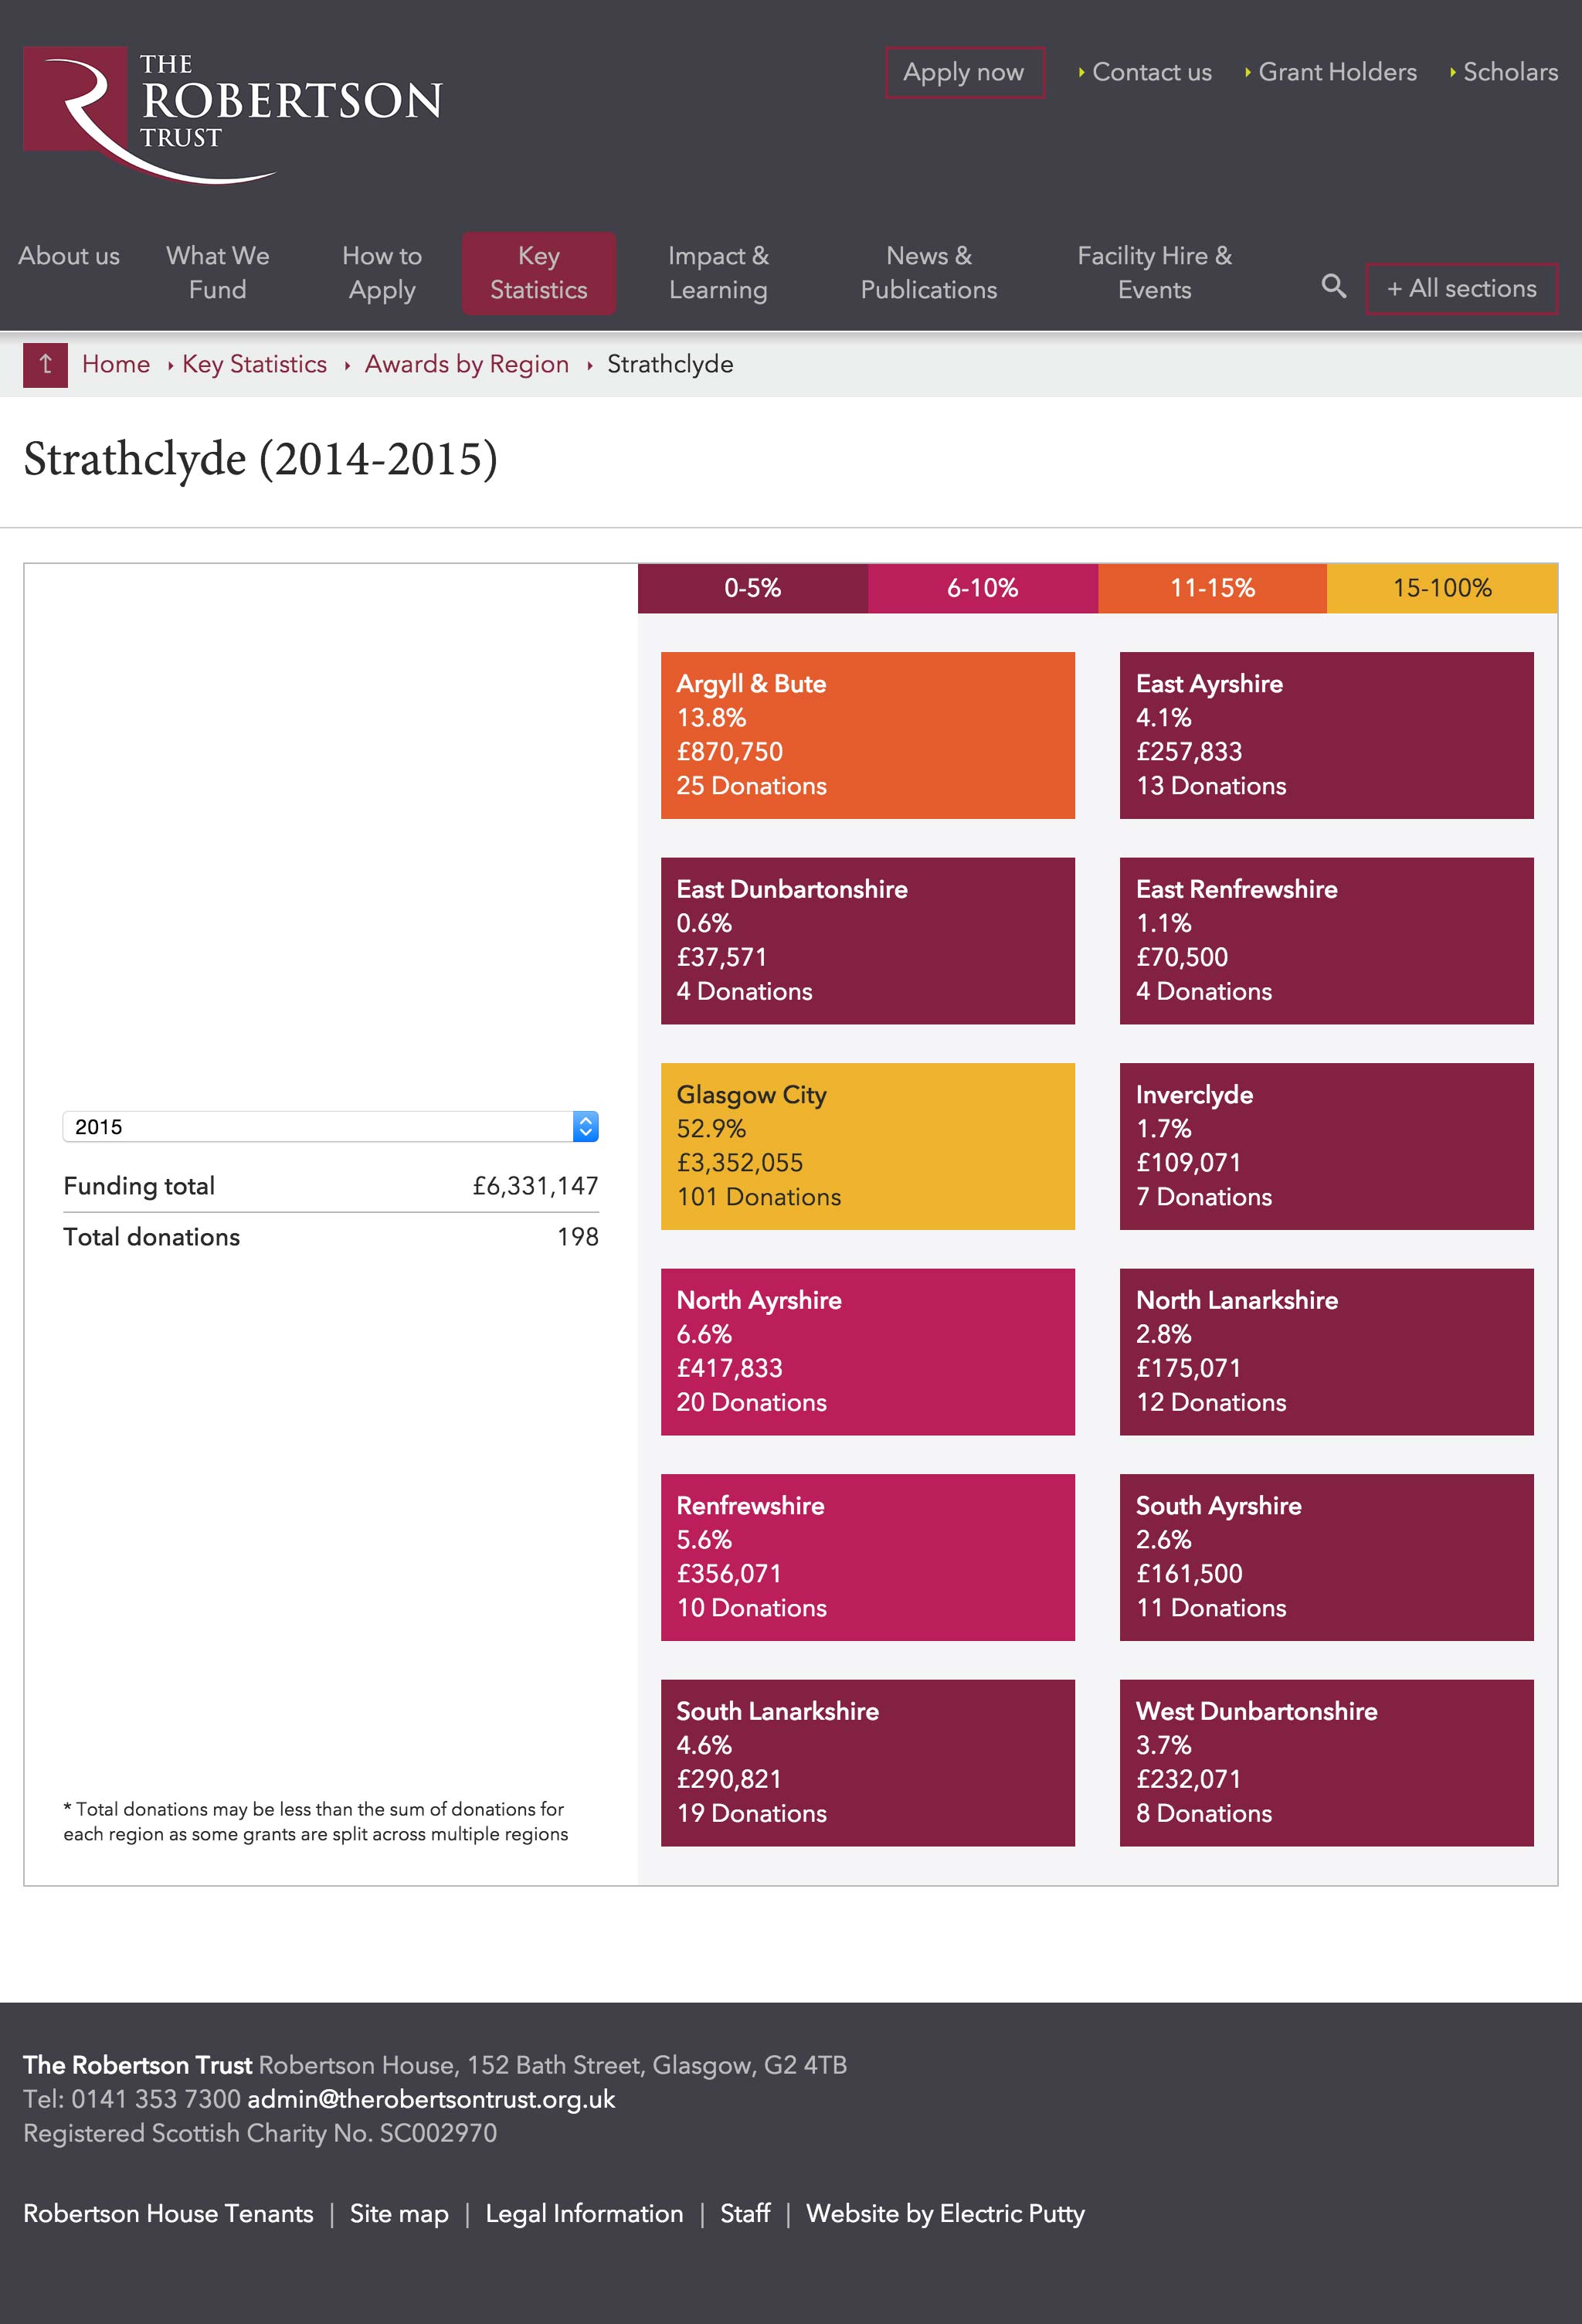 THE
ROBERTSON
TRUST
Apply now
Contact us
Grant Holders
Scholars
About us
What We
Fund
How to
Apply
Key
Statistics
Impact &
Learning
News &
Publications
Facility Hire &
Events
+ All sections
Home
Key Statistics
Awards by Region
Strathclyde
Strathclyde (2014-2015)
2015
Funding total £6,331,147
Total donations 198
* Total donations may be less than the sum of donations for
each region as some grants are split across multiple regions
0-5%
6-10%
11-15%
15-100%
Argyll & Bute
13.8%
£870,750
25 Donations
East Ayrshire
4.1%
£257,833
13 Donations
East Dunbartonshire
0.6%
£37,571
4 Donations
East Renfrewshire
1.1%
£70,500
4 Donations
Glasgow City
52.9%
£3,352,055
101 Donations
Inverclyde
1.7%
£109,071
7 Donations
North Ayrshire
6.6%
£417,833
20 Donations
North Lanarkshire
2.8%
£175,071
12 Donations
Renfrewshire
5.6%
£356,071
10 Donations
South Ayrshire
2.6%
£161,500
11 Donations
South Lanarkshire
4.6%
£290,821
19 Donations
West Dunbartonshire
3.7%
£232,071
8 Donations
The Robertson Trust Robertson House, 152 Bath Street, Glasgow, G2 4TB
Tel: 0141 353 7300 admin@therobertsontrust.org.uk
Registered Scottish Charity No. SC002970
Robertson House Tenants | Site map | Legal Information | Staff | Website by Electric Putty